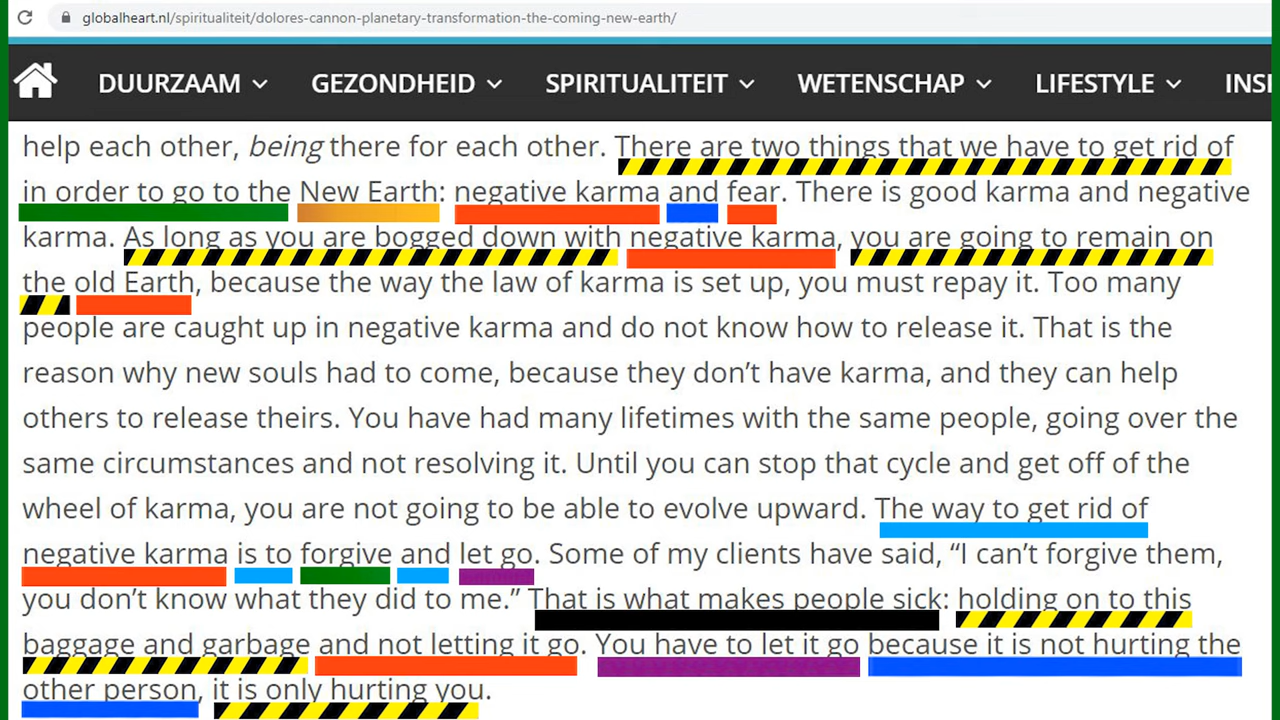 globalheart.nl/spiritualiteit/dolores-cannon-planetary-transformation-the-coming-new-earth/
DUURZAAM GEZONDHEID SPIRITUALITEIT WETENSCHAP LIFESTYLE INSI
help each other, being there for each other. There are two things that we have to get rid of
in order to go to the New Earth: negative karma and fear. There is good karma and negative
karma. As long as you are bogged down with negative karma, you are going to remain on
the old Earth, because the way the law of karma is set up, you must repay it. Too many
people are caught up in negative karma and do not know how to release it. That is the
reason why new souls had to come, because they don’t have karma, and they can help
others to release theirs. You have had many lifetimes with the same people, going over the
same circumstances and not resolving it. Until you can stop that cycle and get off of the
wheel of karma, you are not going to be able to evolve upward. The way to get rid of
negative karma is to forgive and let go. Some of my clients have said, “I can’t forgive them,
you don’t know what they did to me.” That is what makes people sick: holding on to this
baggage and garbage and not letting it go. You have to let it go because it is not hurting the
other person, it is only hurting you.